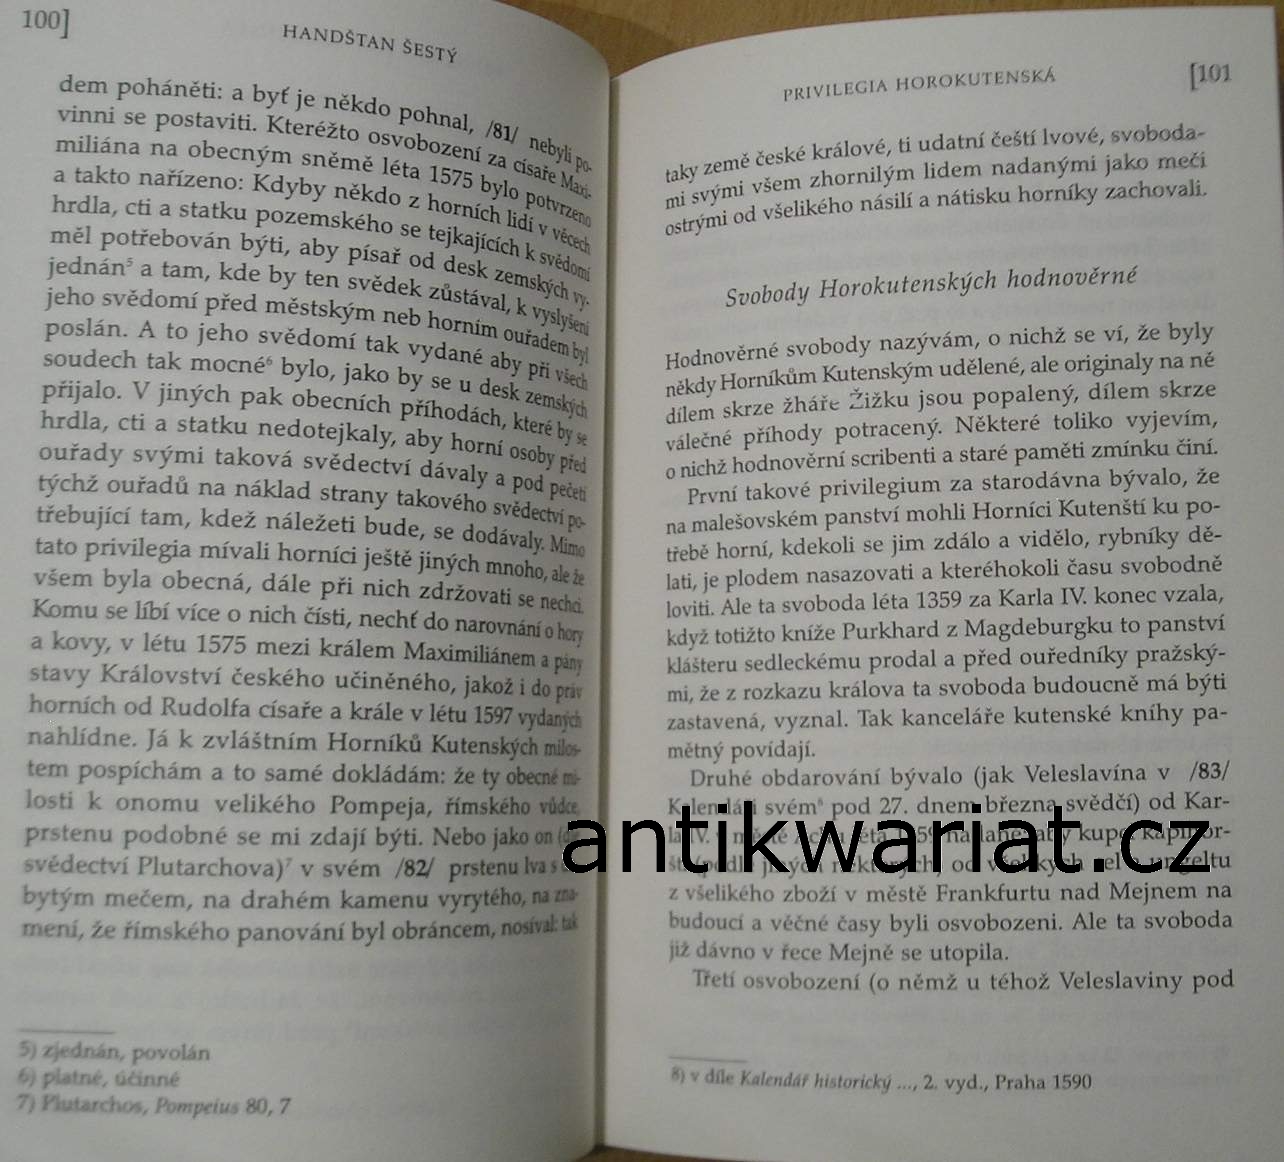 100]
HANDŠTAN ŠESTÝ
dem poháněti: a byť je někdo pohnal, /81/ nebyli po-
vinni se postaviti. Kteréžto osvobození za císaře Maxi-
miliána na obecným sněmě léta 1575 bylo potvrzeno
a takto nařízeno: Kdyby někdo z horních lidí v věcech
hrdla, cti a statku pozemského se tejkajících k svědomí
měl potřebován býti, aby písař od desk zemských vy-
jednán⁵ a tam, kde by ten svědek zůstával, k vyslyšení
jeho svědomí před městským neb horním ouřadem byl
poslán. A to jeho svědomí tak vydané aby při všech
soudech tak mocné⁶ bylo, jako by se u desk zemských
přijalo. V jiných pak obecních příhodách, které by se
hrdla, cti a statku nedotejkaly, aby horní osoby před
ouřady svými taková svědectví dávaly a pod pečetí
týchž ouřadů na náklad strany takového svědectví po-
třebující tam, kdež náležeti bude, se dodávaly. Mimo
tato privilegia mívali horníci ještě jiných mnoho, ale že
všem byla obecná, dále při nich zdržovati se nechci.
Komu se líbí více o nich čísti, nechť do narovnání o hory
a kovy, v létu 1575 mezi králem Maximiliánem a pány
stavy Království českého učiněného, jakož i do práv
horních od Rudolfa císaře a krále v létu 1597 vydaných
nahlídne. Já k zvláštním Horníků Kutenských milos-
tem pospíchám a to samé dokládám: že ty obecné mi-
losti k onomu velikého Pompeja, římského vůdce,
prstenu podobné se mi zdají býti. Nebo jako on (dle
svědectví Plutarchova)⁷ v svém /82/ prstenu lva s
bytým mečem, na drahém kamenu vyrytého, na zna-
mení, že římského panování byl obráncem, nosíval: tak
5) zjednán, povolán
6) platné, účinné
7) Plutarchos, Pompeius 80, 7
PRIVILEGIA HOROKUTENSKÁ
[101
taky země české králové, ti udatní čeští lvové, svoboda-
mi svými všem zhornilým lidem nadanými jako mečí
ostrými od všelikého násilí a nátisku horníky zachovali.
Svobody Horokutenských hodnověrné
Hodnověrné svobody nazývám, o nichž se ví, že byly
někdy Horníkům Kutenským udělené, ale originaly na ně
dílem skrze žháře Žižku jsou popalený, dílem skrze
válečné příhody potracený. Některé toliko vyjevím,
o nichž hodnověrní scribenti a staré paměti zmínku činí.
První takové privilegium za starodávna bývalo, že
na malešovském panství mohli Horníci Kutenští ku po-
třebě horní, kdekoli se jim zdálo a vidělo, rybníky dě-
lati, je plodem nasazovati a kteréhokoli času svobodně
loviti. Ale ta svoboda léta 1359 za Karla IV. konec vzala,
když totižto kníže Purkhard z Magdeburgku to panství
klášteru sedleckému prodal a před ouředníky pražský-
mi, že z rozkazu králova ta svoboda budoucně má býti
zastavená, vyznal. Tak kanceláře kutenské kníhy pa-
mětný povídají.
Druhé obdarování bývalo (jak Veleslavína v /83/
Kalendáři svém⁸ pod 27. dnem března svědčí) od Kar-
la IV. v
z všelikého zboží v městě Frankfurtu nad Mejnem na
budoucí a věčné časy byli osvobozeni. Ale ta svoboda
již dávno v řece Mejně se utopila.
Třetí osvobození (o němž u téhož Veleslaviny pod
8) v díle Kalendář historický ..., 2. vyd., Praha 1590
antikwariat.cz